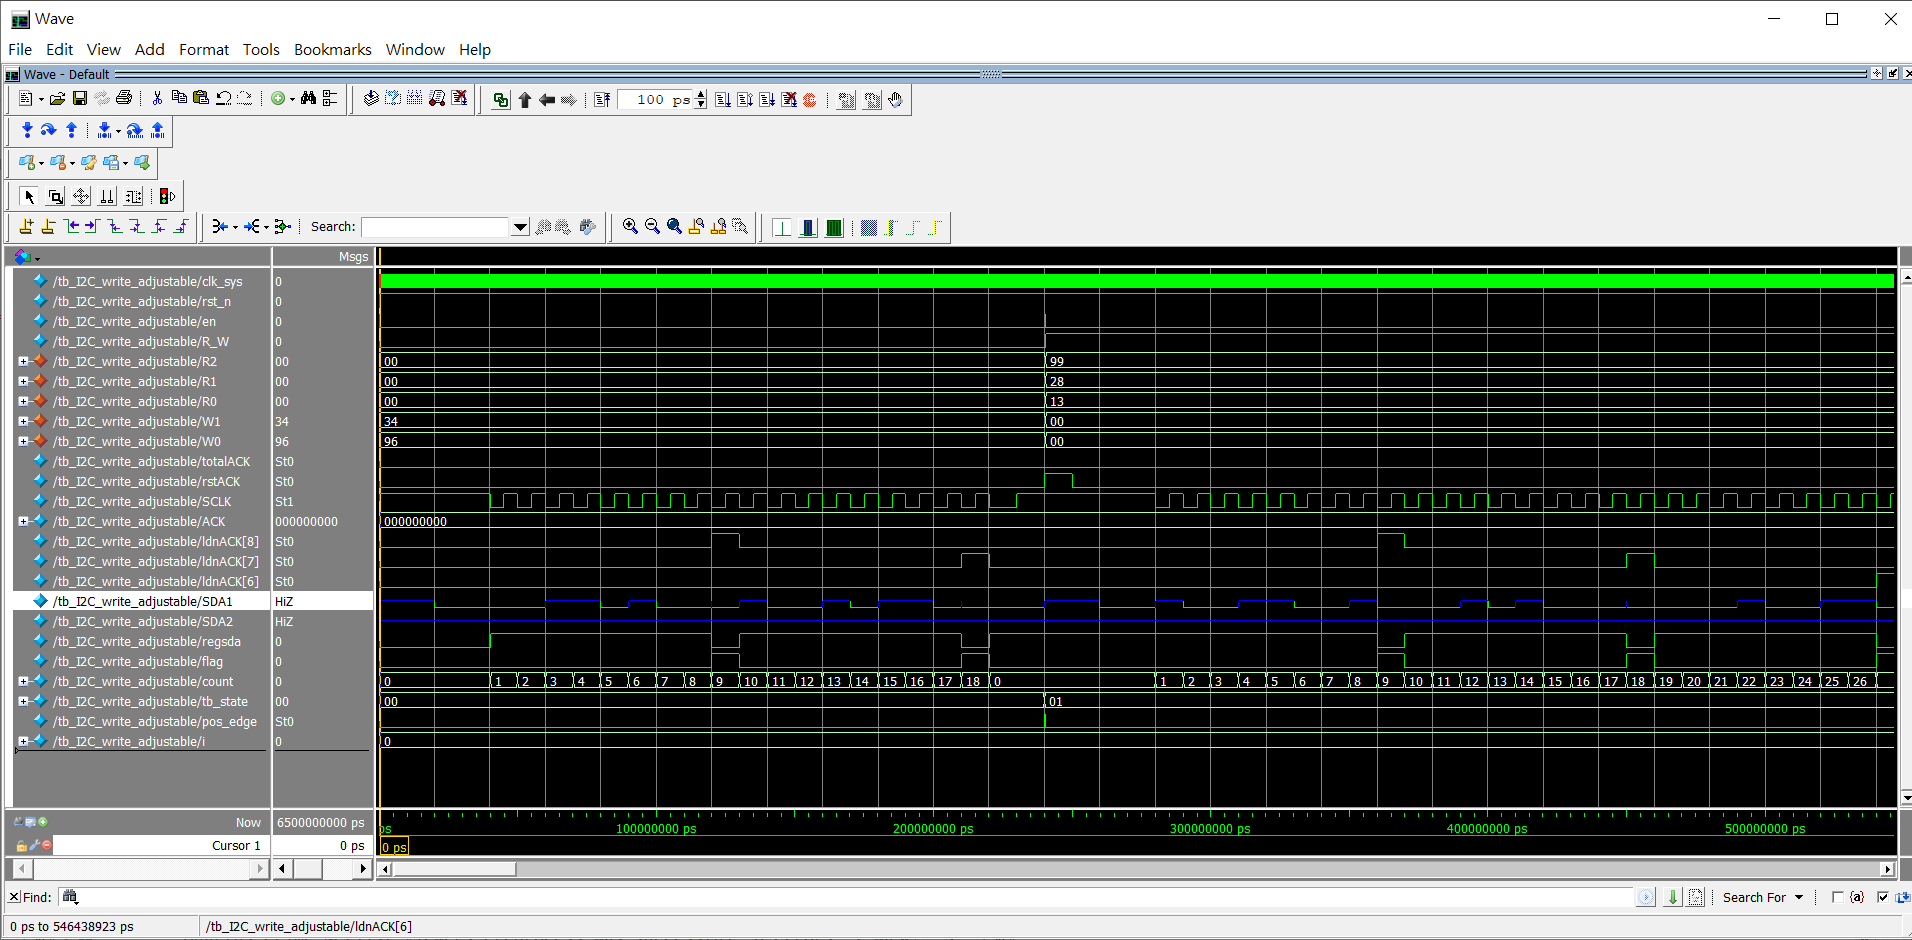 Wave
File Edit View Add Format Tools Bookmarks Window Help
Wave - Default
100 ps
Search:
Msgs
/tb_I2C_write_adjustable/clk_sys 0
/tb_I2C_write_adjustable/rst_n 0
/tb_I2C_write_adjustable/en 0
/tb_I2C_write_adjustable/R_W 0
/tb_I2C_write_adjustable/R2 00 00 99
/tb_I2C_write_adjustable/R1 00 00 28
/tb_I2C_write_adjustable/R0 00 00 13
/tb_I2C_write_adjustable/W1 34 34 00
/tb_I2C_write_adjustable/W0 96 96 00
/tb_I2C_write_adjustable/totalACK St0
/tb_I2C_write_adjustable/rstACK St0
/tb_I2C_write_adjustable/SCLK St1
/tb_I2C_write_adjustable/ACK 000000000 000000000
/tb_I2C_write_adjustable/ldnACK[8] St0
/tb_I2C_write_adjustable/ldnACK[7] St0
/tb_I2C_write_adjustable/ldnACK[6] St0
/tb_I2C_write_adjustable/SDA1 HiZ
/tb_I2C_write_adjustable/SDA2 HiZ
/tb_I2C_write_adjustable/regsda 0
/tb_I2C_write_adjustable/flag 0
/tb_I2C_write_adjustable/count 0 0 1 2 3 4 5 6 7 8 9 10 11 12 13 14 15 16 17 18 0 1 2 3 4 5 6 7 8 9 10 11 12 13 14 15 16 17 18 19 20 21 22 23 24 25 26
/tb_I2C_write_adjustable/tb_state 00 00 01
/tb_I2C_write_adjustable/pos_edge St0
/tb_I2C_write_adjustable/i 0 0
Now 6500000000 ps ps 100000000 ps 200000000 ps 300000000 ps 400000000 ps 500000000 ps
Cursor 1 0 ps 0 ps
Find: Search For {a}
0 ps to 546438923 ps /tb_I2C_write_adjustable/ldnACK[6]